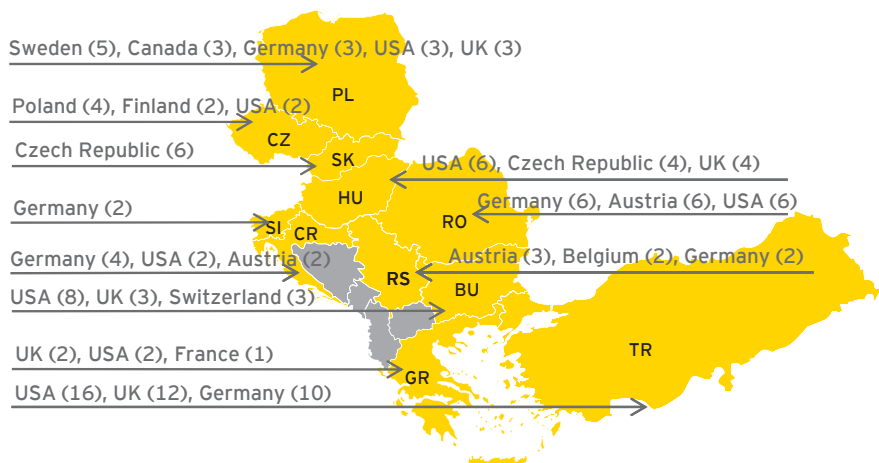 Sweden (5), Canada (3), Germany (3), USA (3), UK (3)
PL
Poland (4), Finland (2), USA (2)
CZ
Czech Republic (6)
SK
USA (6), Czech Republic (4), UK (4)
HU
Germany (6), Austria (6), USA (6)
Germany (2)
RO
SI
CR
Germany (4), USA (2), Austria (2)
Austria (3), Belgium (2), Germany (2)
RS
BU
USA (8), UK (3), Switzerland (3)
TR
UK (2), USA (2), France (1)
GR
USA (16), UK (12), Germany (10)